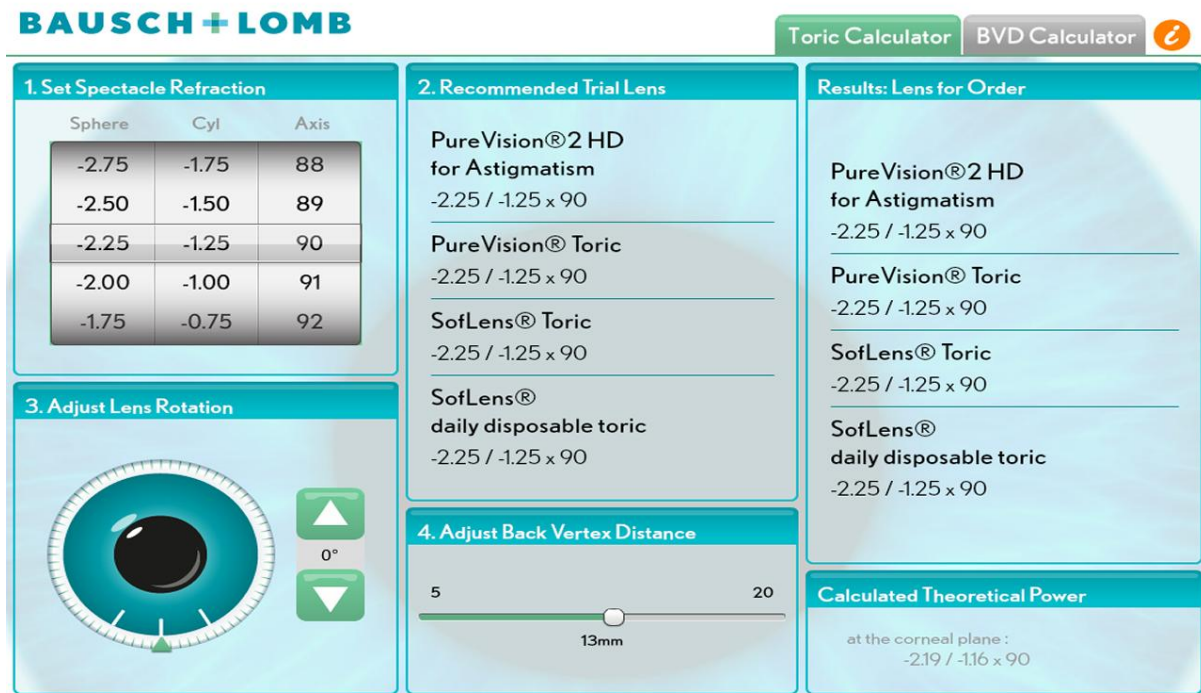 BAUSCH + LOMB
Toric Calculator
BVD Calculator
i
1. Set Spectacle Refraction
Sphere Cyl Axis
-2.75 -1.75 88
-2.50 -1.50 89
-2.25 -1.25 90
-2.00 -1.00 91
-1.75 -0.75 92
2. Recommended Trial Lens
PureVision®2 HD
for Astigmatism
-2.25 / -1.25 x 90
PureVision® Toric
-2.25 / -1.25 x 90
SofLens® Toric
-2.25 / -1.25 x 90
SofLens®
daily disposable toric
-2.25 / -1.25 x 90
Results: Lens for Order
PureVision®2 HD
for Astigmatism
-2.25 / -1.25 x 90
PureVision® Toric
-2.25 / -1.25 x 90
SofLens® Toric
-2.25 / -1.25 x 90
SofLens®
daily disposable toric
-2.25 / -1.25 x 90
3. Adjust Lens Rotation
0°
4. Adjust Back Vertex Distance
5 20
13mm
Calculated Theoretical Power
at the corneal plane :
-2.19 / -1.16 x 90